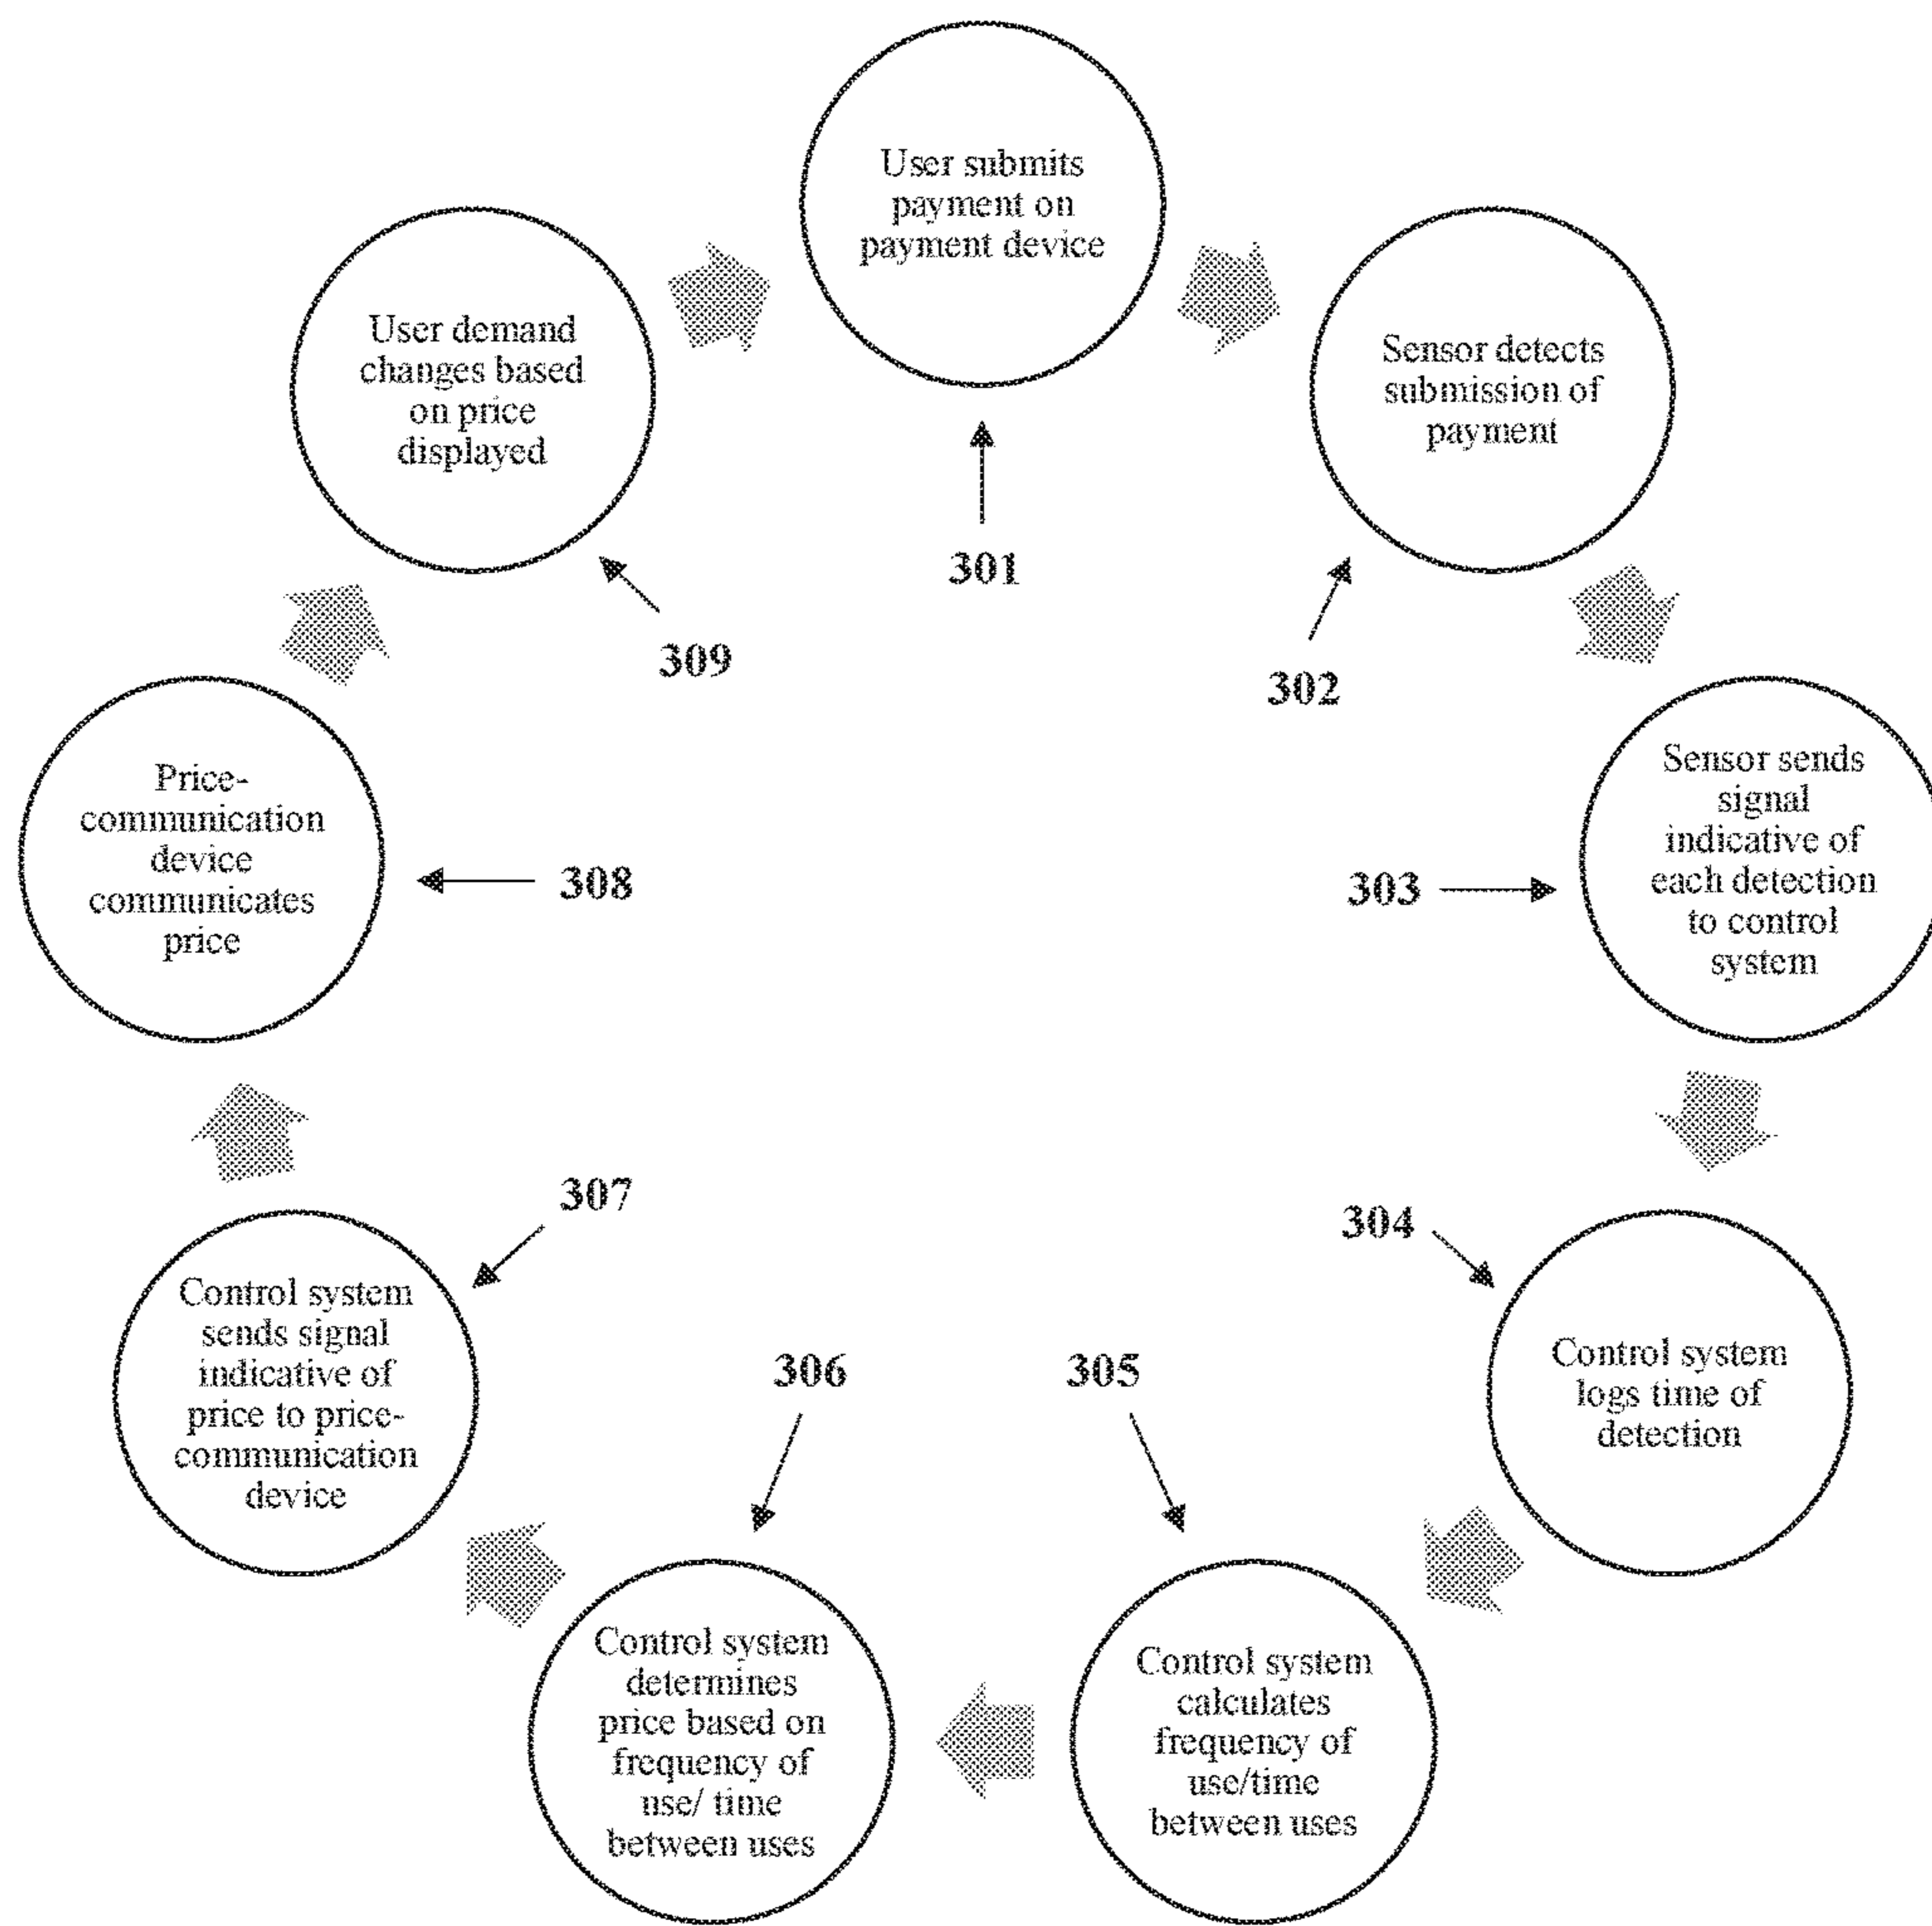 User submits
payment on
payment device
301
Sensor detects
submission of
payment
302
Sensor sends
signal
indicative of
each detection
to control
system
303
Control system
logs time of
detection
304
Control system
calculates
frequency of
use/time
between uses
305
Control system
determines
price based on
frequency of
use/ time
between uses
306
Control system
sends signal
indicative of
price to price-
communication
device
307
Price-
communication
device
communicates
price
308
User demand
changes based
on price
displayed
309